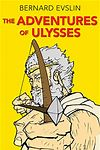 BERNARD EVSLIN
THE ADVENTURES
OF ULYSSES